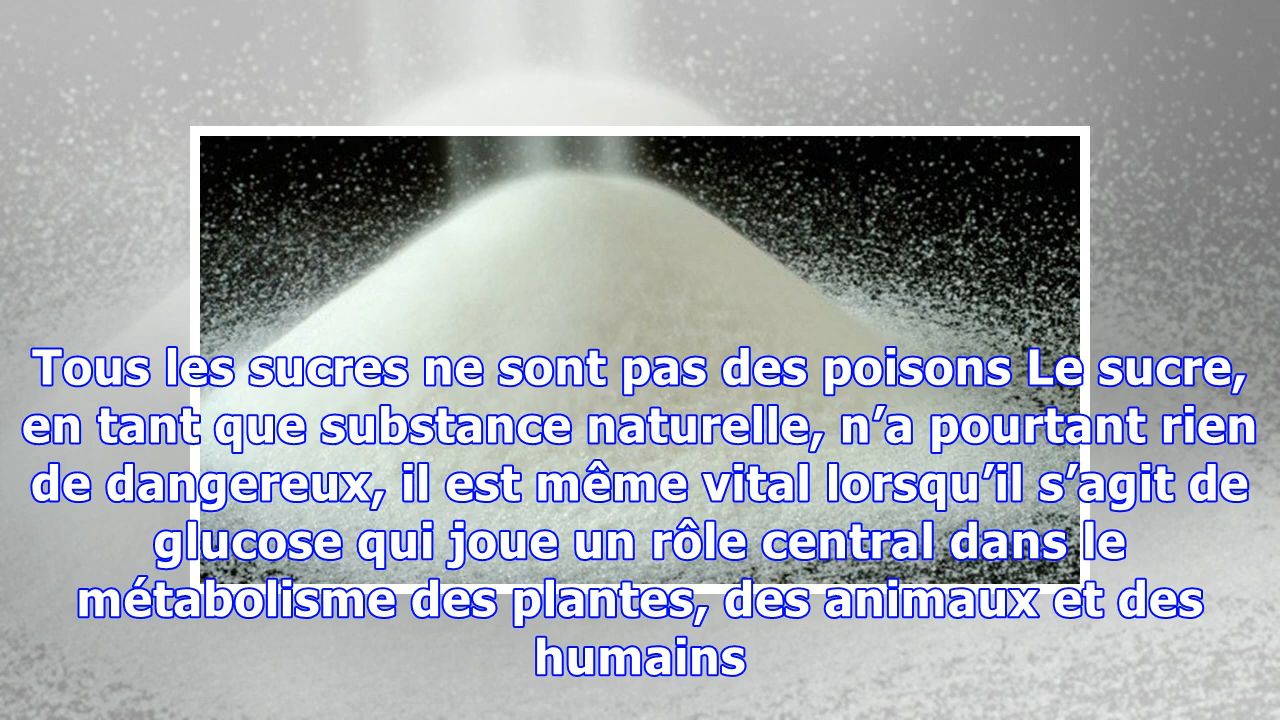 Tous les sucres ne sont pas des poisons Le sucre,
en tant que substance naturelle, n’a pourtant rien
de dangereux, il est même vital lorsqu’il s’agit de
glucose qui joue un rôle central dans le
métabolisme des plantes, des animaux et des
humains